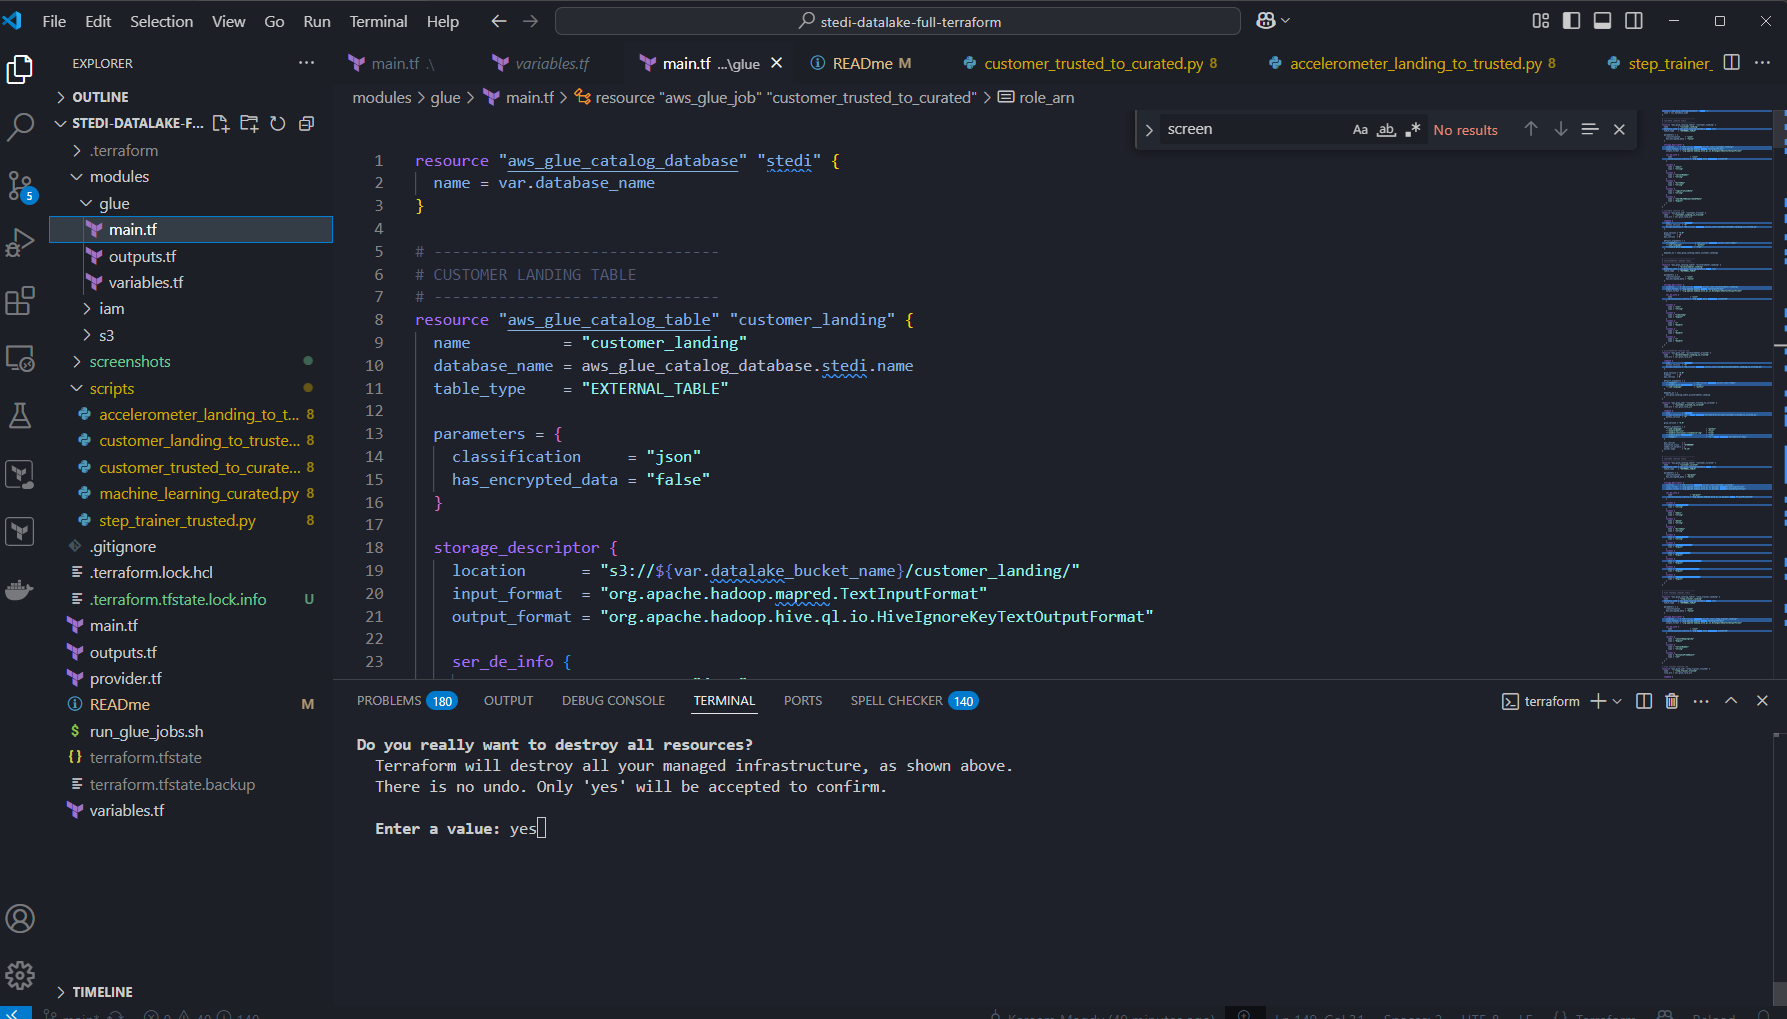 File Edit Selection View Go Run Terminal Help
stedi-datalake-full-terraform
EXPLORER
main.tf .\
variables.tf
main.tf ...\glue
READme M
customer_trusted_to_curated.py 8
accelerometer_landing_to_trusted.py 8
step_trainer_
modules > glue > main.tf > resource "aws_glue_job" "customer_trusted_to_curated" > role_arn
screen
Aa ab .* No results
OUTLINE
STEDI-DATALAKE-F...
.terraform
modules
glue
main.tf
outputs.tf
variables.tf
iam
s3
screenshots
scripts
accelerometer_landing_to_t... 8
customer_landing_to_truste... 8
customer_trusted_to_curate... 8
machine_learning_curated.py 8
step_trainer_trusted.py 8
.gitignore
.terraform.lock.hcl
.terraform.tfstate.lock.info U
main.tf
outputs.tf
provider.tf
READme M
run_glue_jobs.sh
terraform.tfstate
terraform.tfstate.backup
variables.tf
TIMELINE
5
1 resource "aws_glue_catalog_database" "stedi" {
2 name = var.database_name
3 }
4
5 # -------------------------------
6 # CUSTOMER LANDING TABLE
7 # -------------------------------
8 resource "aws_glue_catalog_table" "customer_landing" {
9 name = "customer_landing"
10 database_name = aws_glue_catalog_database.stedi.name
11 table_type = "EXTERNAL_TABLE"
12
13 parameters = {
14 classification = "json"
15 has_encrypted_data = "false"
16 }
17
18 storage_descriptor {
19 location = "s3://${var.datalake_bucket_name}/customer_landing/"
20 input_format = "org.apache.hadoop.mapred.TextInputFormat"
21 output_format = "org.apache.hadoop.hive.ql.io.HiveIgnoreKeyTextOutputFormat"
22
23 ser_de_info {
PROBLEMS 180 OUTPUT DEBUG CONSOLE TERMINAL PORTS SPELL CHECKER 140
terraform
Do you really want to destroy all resources?
Terraform will destroy all your managed infrastructure, as shown above.
There is no undo. Only 'yes' will be accepted to confirm.
Enter a value: yes